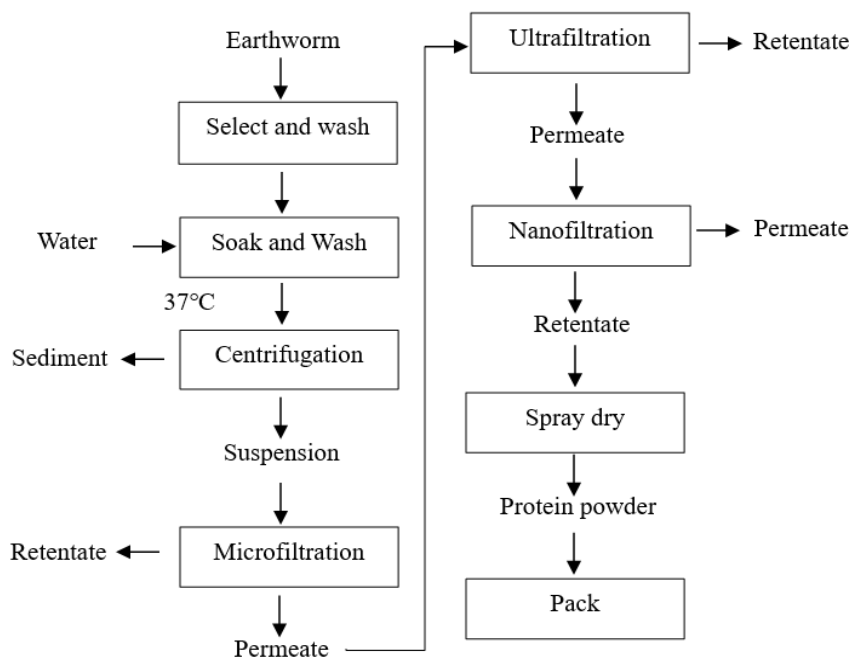 Earthworm
Select and wash
Water
Soak and Wash
37℃
Sediment
Centrifugation
Suspension
Retentate
Microfiltration
Permeate
Ultrafiltration
Retentate
Permeate
Nanofiltration
Permeate
Retentate
Spray dry
Protein powder
Pack